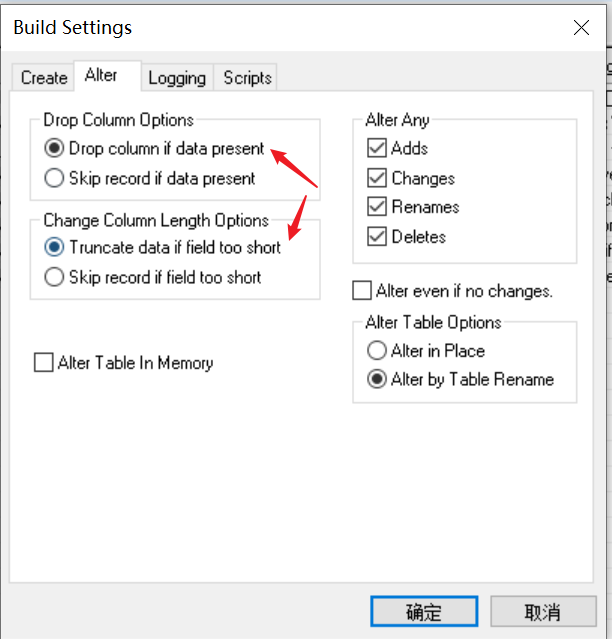 Build Settings
Create Alter Logging Scripts
Drop Column Options
Drop column if data present
Skip record if data present
Change Column Length Options
Truncate data if field too short
Skip record if field too short
Alter Table In Memory
Alter Any
Adds
Changes
Renames
Deletes
Alter even if no changes.
Alter Table Options
Alter in Place
Alter by Table Rename
确定 取消